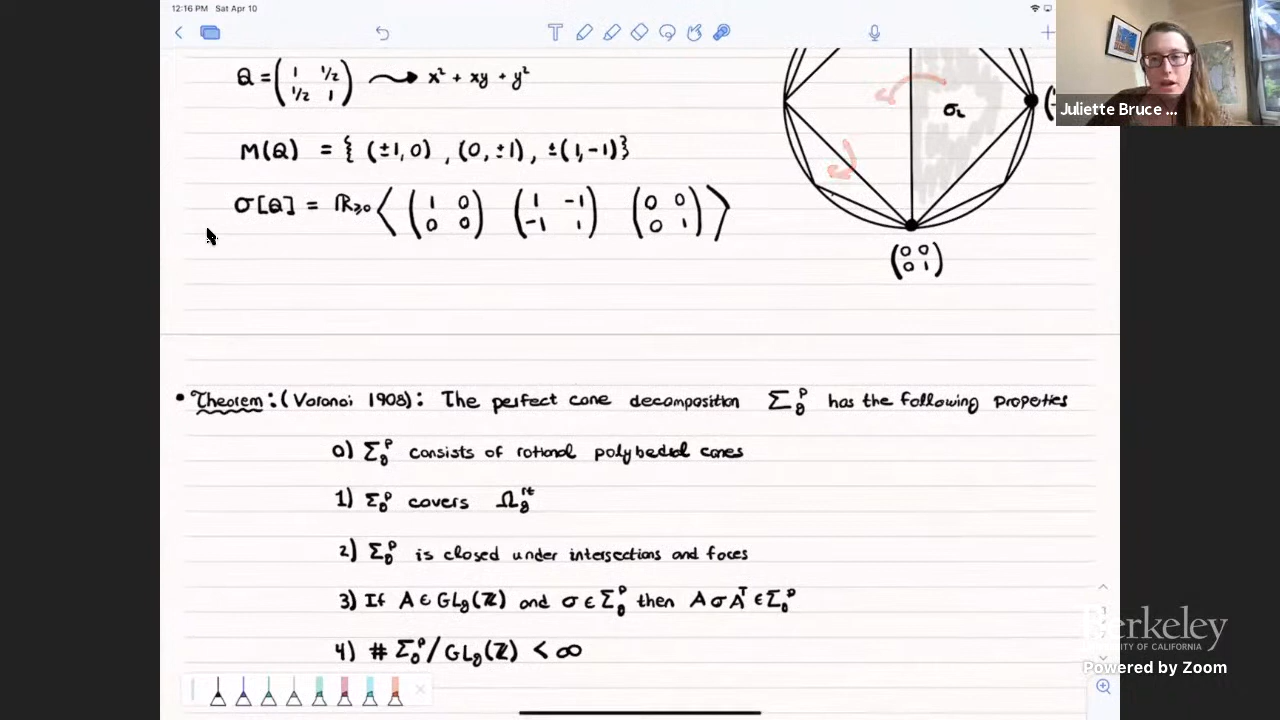 12:16 PM Sat Apr 10
Q = (1 1/2 1/2 1) ⟿ x² + xy + y²
M(Q) = { (±1,0) , (0,±1) , ±(1,-1) }
σ[Q] = ℝ≥0 ⟨ (1 0 0 0) (1 -1 -1 1) (0 0 0 1) ⟩
σ₁
(0 0 0 1)
Juliette Bruce ...
• Theorem: (Voronoi 1908): The perfect cone decomposition Σ_g^P has the following properties
0) Σ_g^P consists of rational polyhedral cones
1) Σ_g^P covers Ω_g^rt
2) Σ_g^P is closed under intersections and faces
3) If A ∈ GL_g(ℤ) and σ ∈ Σ_g^P then AσA^T ∈ Σ_g^P
4) # Σ_g^P / GL_g(ℤ) < ∞
Berkeley
UNIVERSITY OF CALIFORNIA
Powered by Zoom